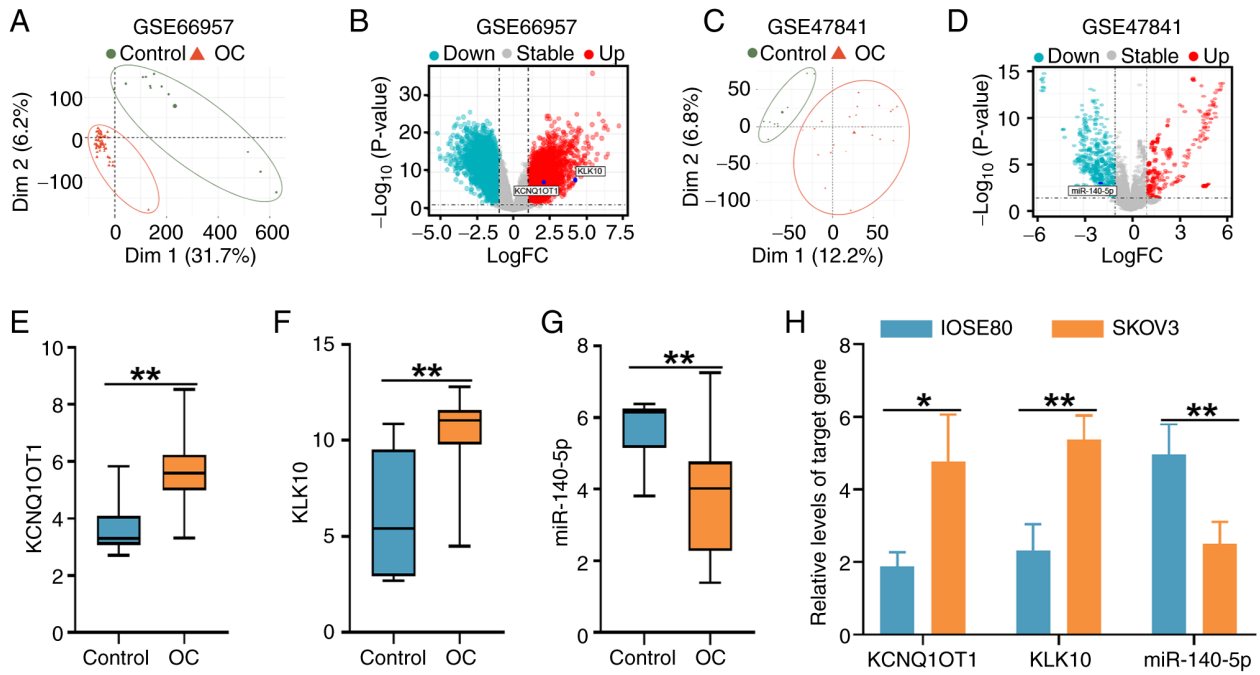 A
GSE66957
Control OC
Dim 2 (6.2%)
100
0
−100
0 200 400 600
Dim 1 (31.7%)
B
GSE66957
Down Stable Up
−Log10 (P-value)
30
20
10
0
KCNQ1OT1
KLK10
−5.0 −2.5 0 2.5 5.0 7.5
LogFC
C
GSE47841
Control OC
Dim 2 (6.8%)
50
0
−50
−100
−50 0 50
Dim 1 (12.2%)
D
GSE47841
Down Stable Up
−Log10 (P-value)
15
10
5
0
miR-140-5p
−6 −3 0 3 6
LogFC
E
KCNQ1OT1
10
8
6
4
2
0
**
Control OC
F
KLK10
15
10
5
0
**
Control OC
G
miR-140-5p
8
6
4
2
0
**
Control OC
H
IOSE80 SKOV3
Relative levels of target gene
8
6
4
2
0
* ** **
KCNQ1OT1 KLK10 miR-140-5p